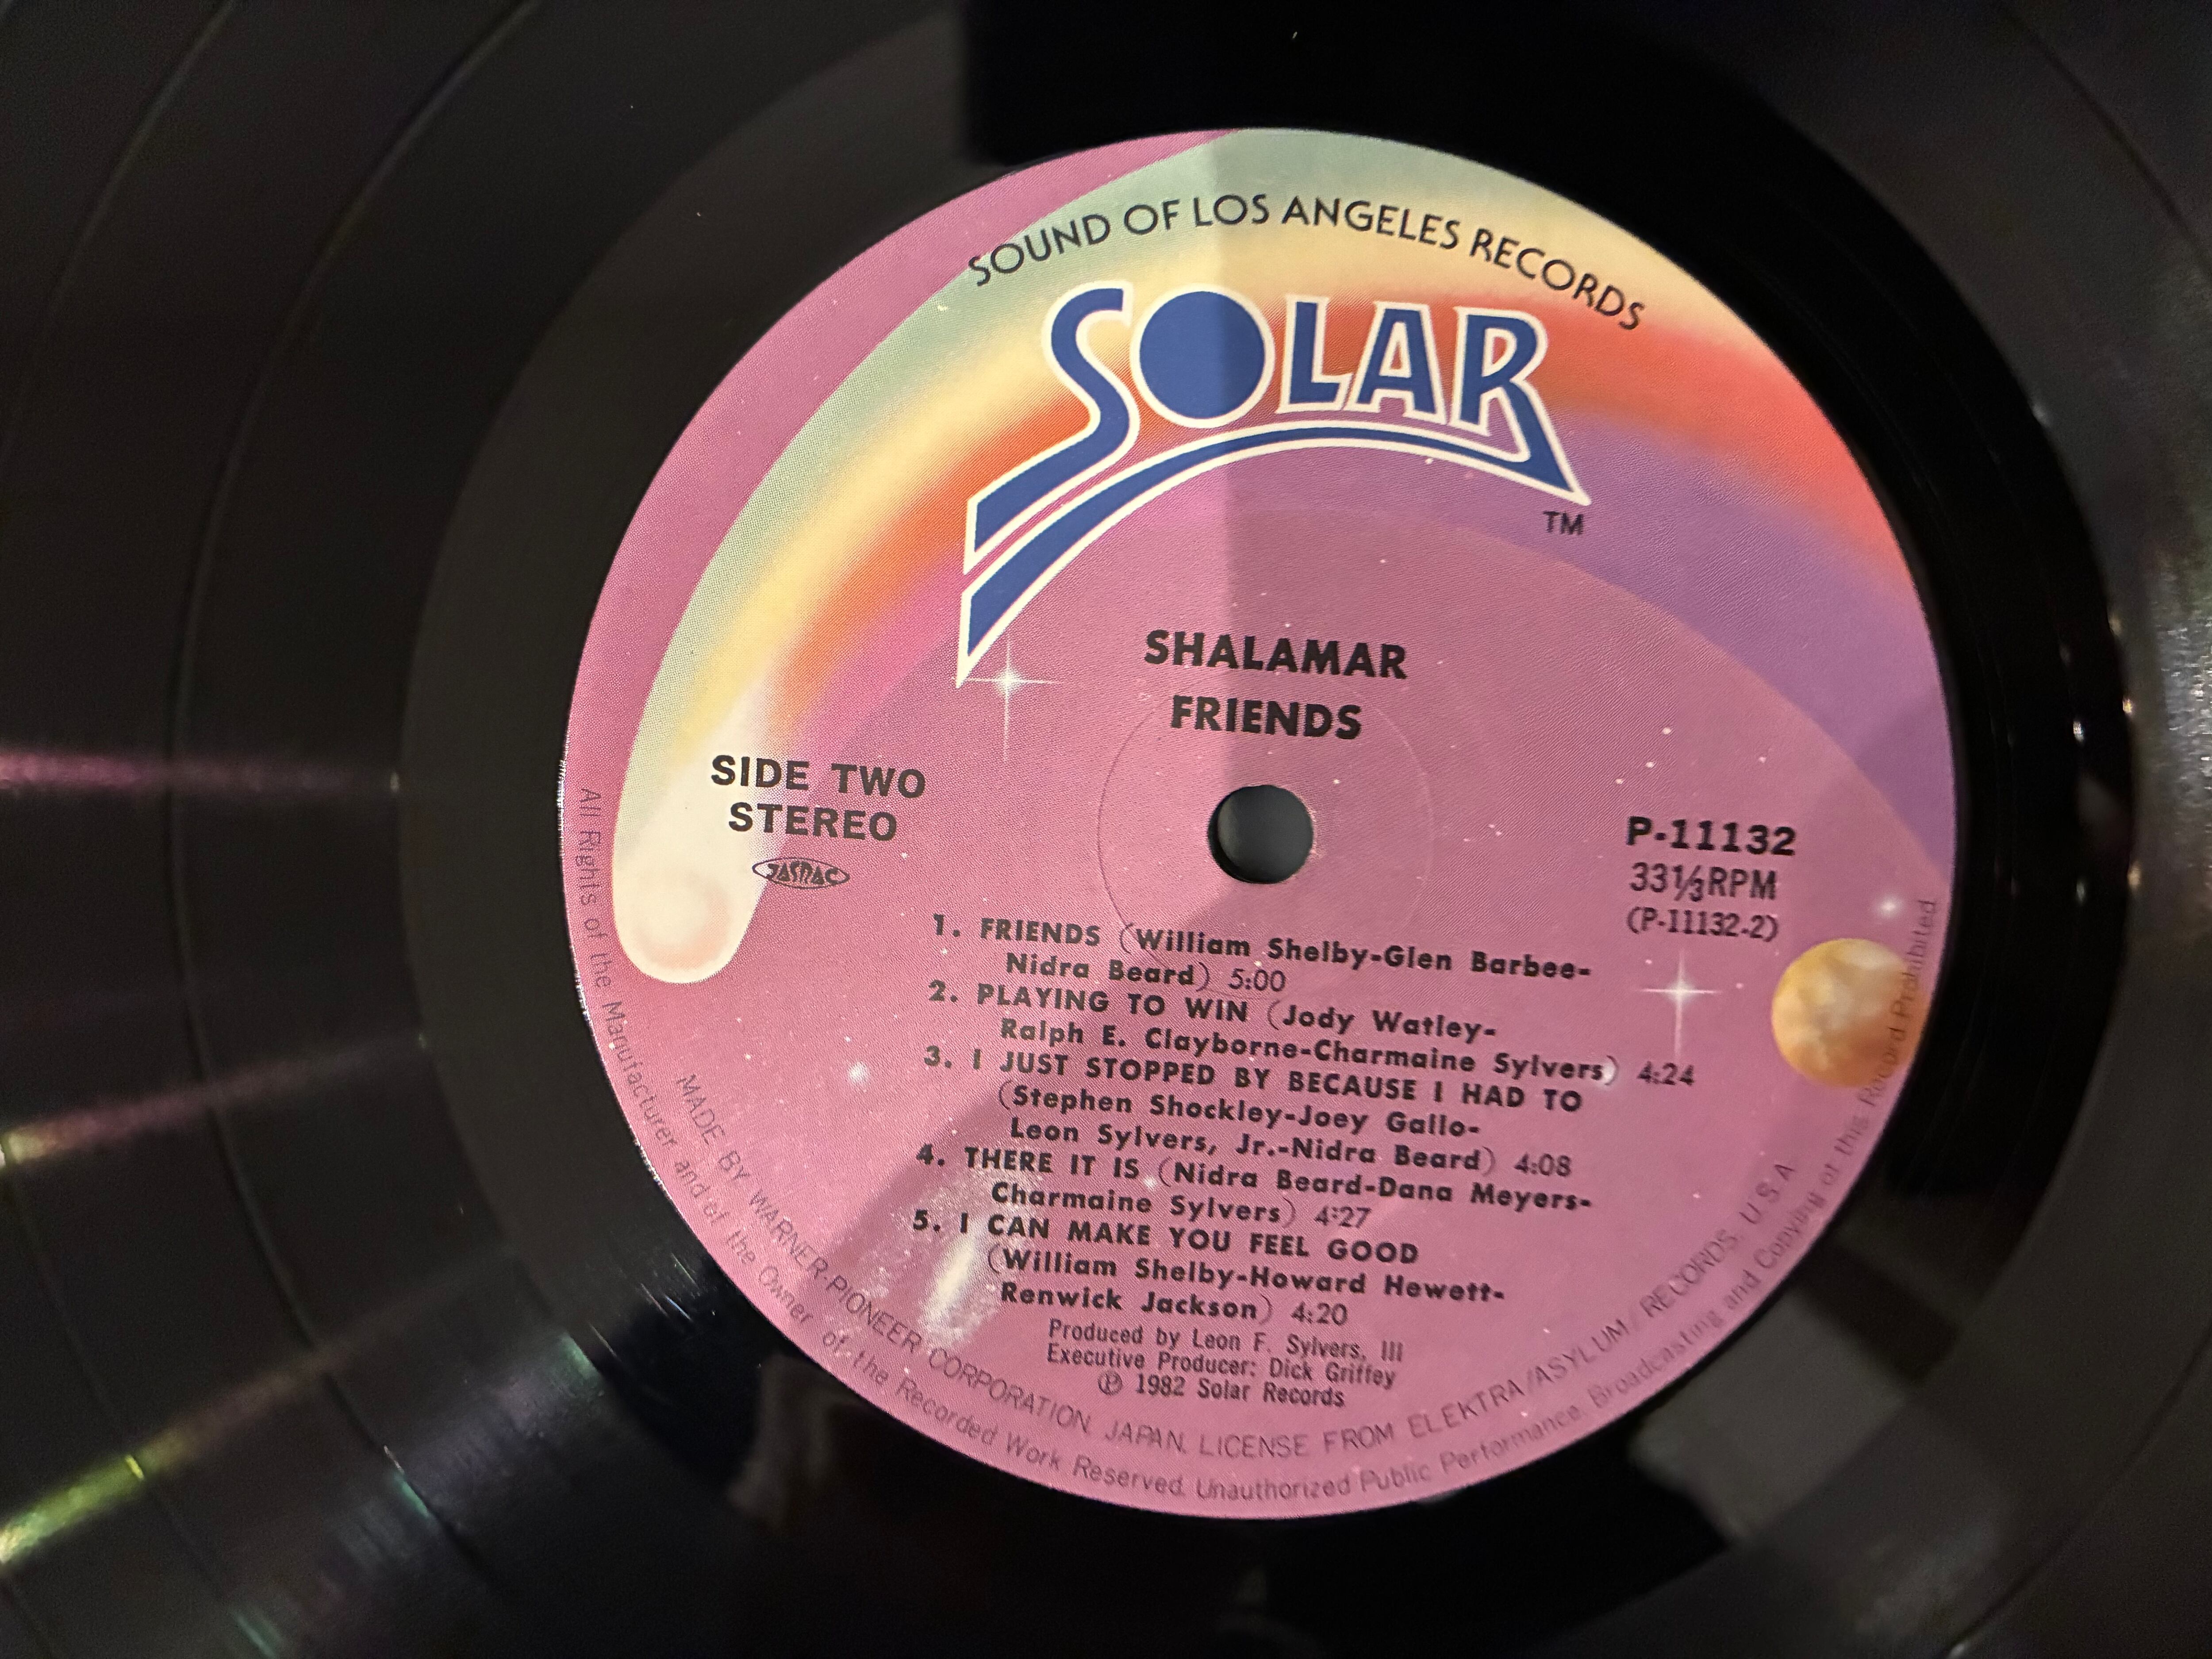 SOUND OF LOS ANGELES RECORDS
SOLAR
TM
SHALAMAR
FRIENDS
SIDE TWO
STEREO
JASRAC
P-11132
33⅓RPM
(P-11132-2)
1. FRIENDS (William Shelby-Glen Barbee-
Nidra Beard) 5:00
2. PLAYING TO WIN (Jody Watley-
Ralph E. Clayborne-Charmaine Sylvers) 4:24
3. I JUST STOPPED BY BECAUSE I HAD TO
(Stephen Shockley-Joey Gallo-
Leon Sylvers, Jr.-Nidra Beard) 4:08
4. THERE IT IS (Nidra Beard-Dana Meyers-
Charmaine Sylvers) 4:27
5. I CAN MAKE YOU FEEL GOOD
(William Shelby-Howard Hewett-
Renwick Jackson) 4:20
Produced by Leon F. Sylvers, III
Executive Producer: Dick Griffey
℗ 1982 Solar Records
MADE BY WARNER-PIONEER CORPORATION, JAPAN. LICENSE FROM ELEKTRA/ASYLUM/RECORDS, U.S.A.
All Rights of the Manufacturer and of the Owner of the Recorded Work Reserved. Unauthorized Public Performance, Broadcasting and Copying of this Record Prohibited